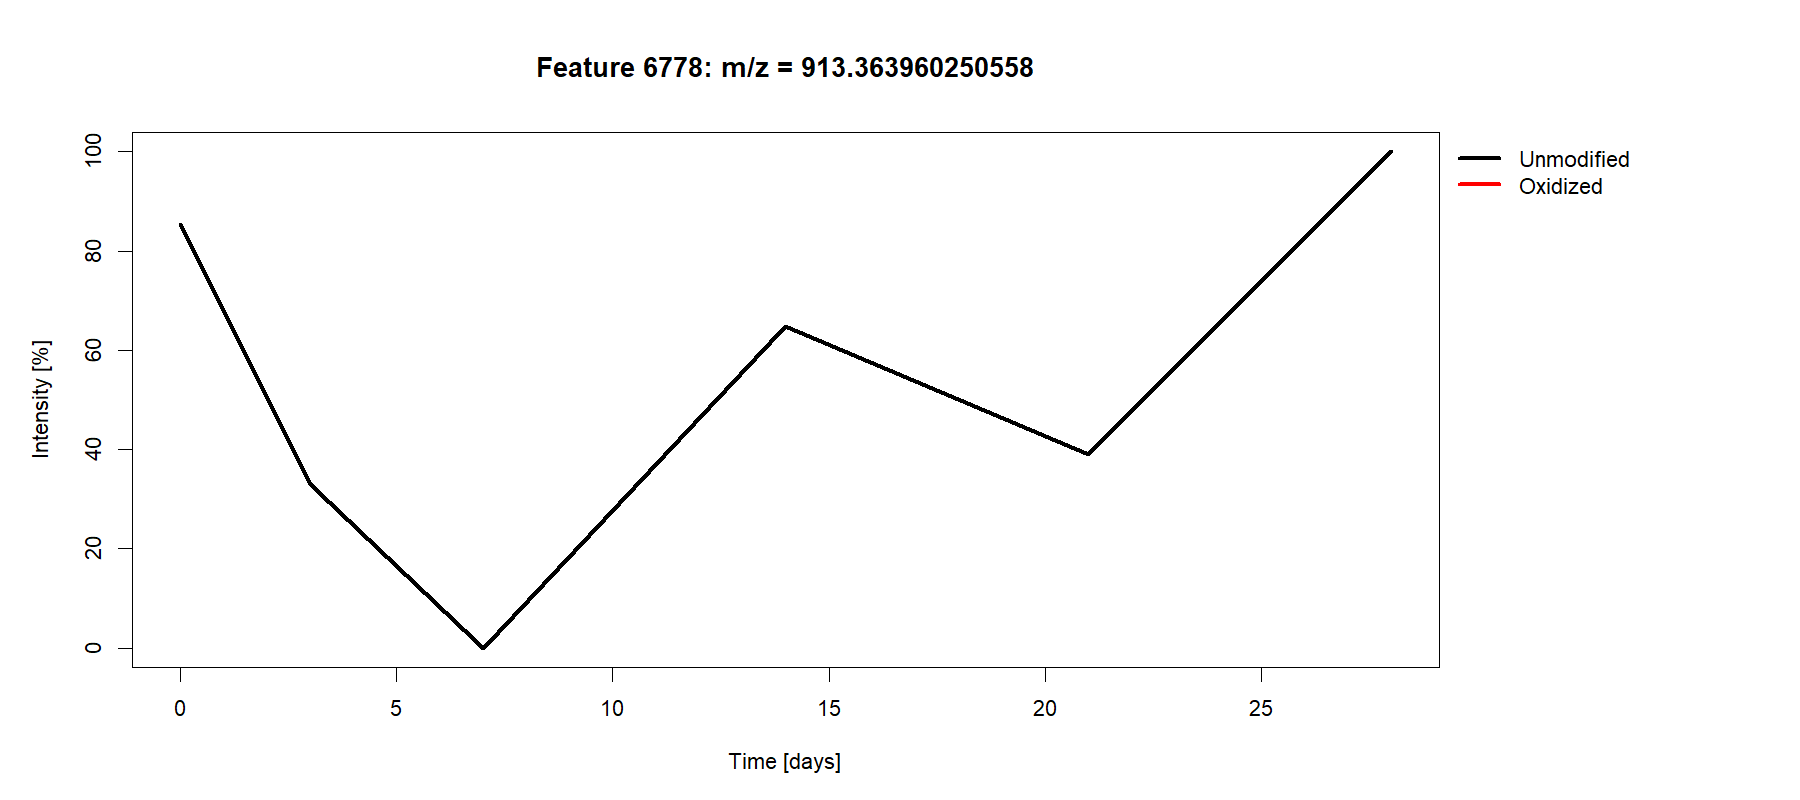 Feature 6778: m/z = 913.363960250558
Unmodified
Oxidized
Intensity [%]
100
80
60
40
20
0
0 5 10 15 20 25
Time [days]